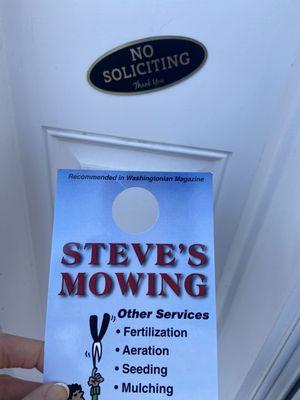 NO
SOLICITING
Thank You
Recommended in Washingtonian Magazine
STEVE'S
MOWING
Other Services
• Fertilization
• Aeration
• Seeding
• Mulching